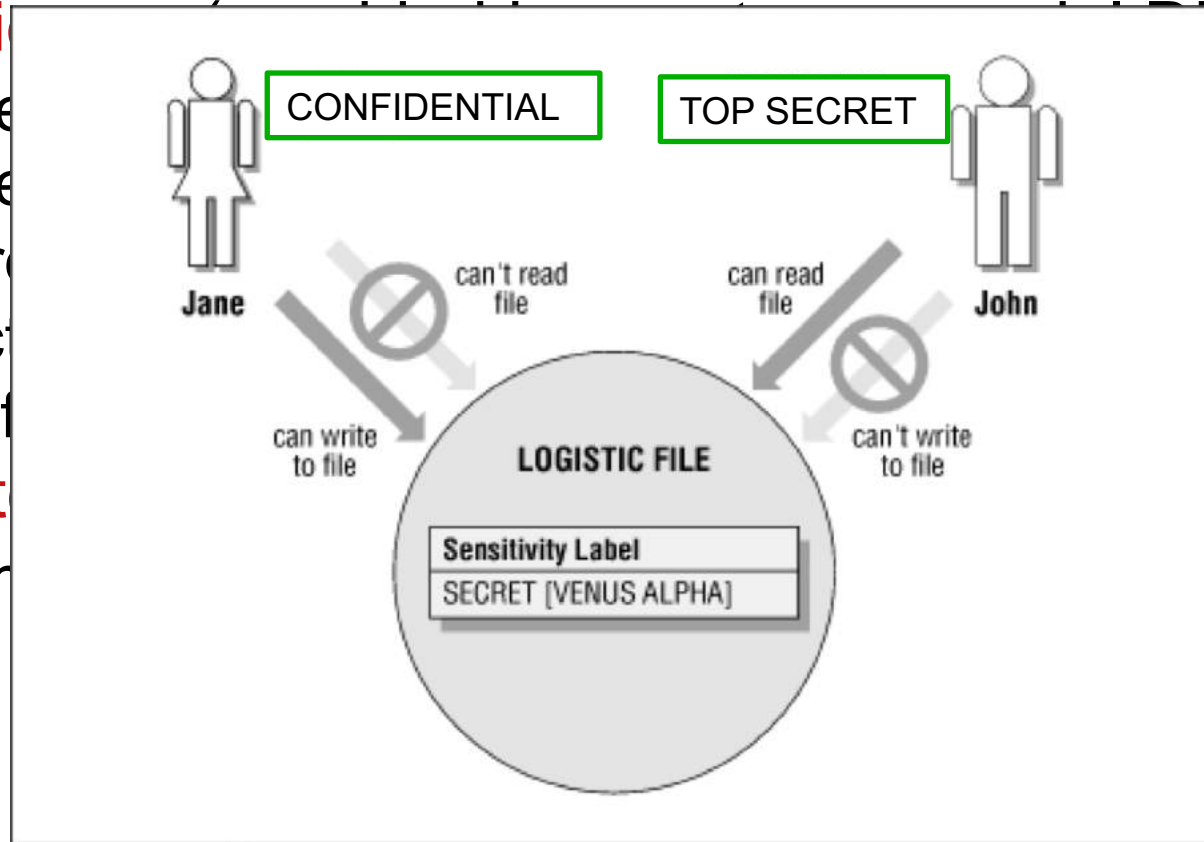 CONFIDENTIAL
TOP SECRET
Jane
can't read
file
can read
file
John
can write
to file
can't write
to file
LOGISTIC FILE
Sensitivity Label
SECRET [VENUS ALPHA]